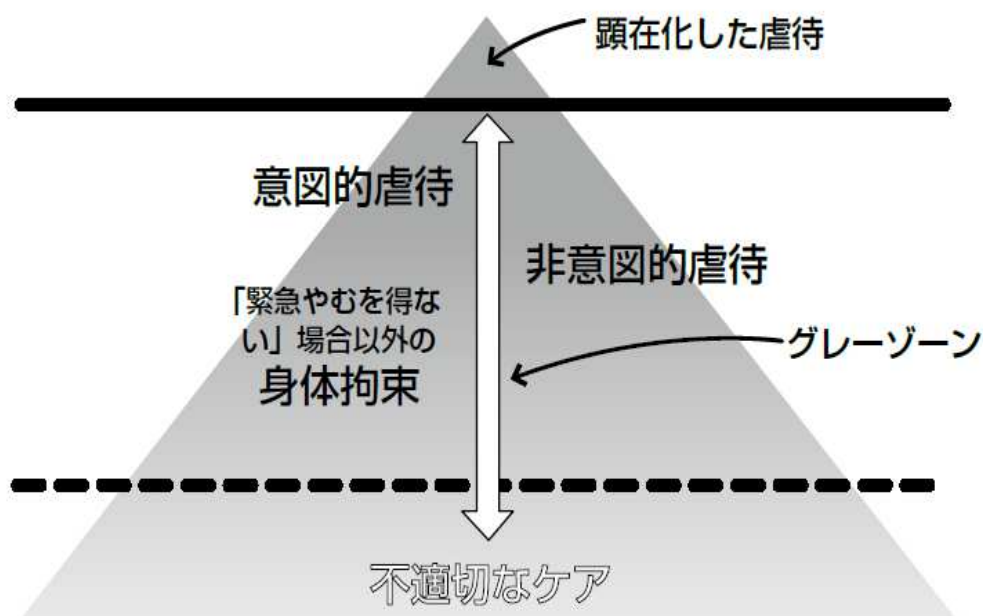 顕在化した虐待
意図的虐待
非意図的虐待
「緊急やむを得な
い」場合以外の
身体拘束
グレーゾーン
不適切なケア